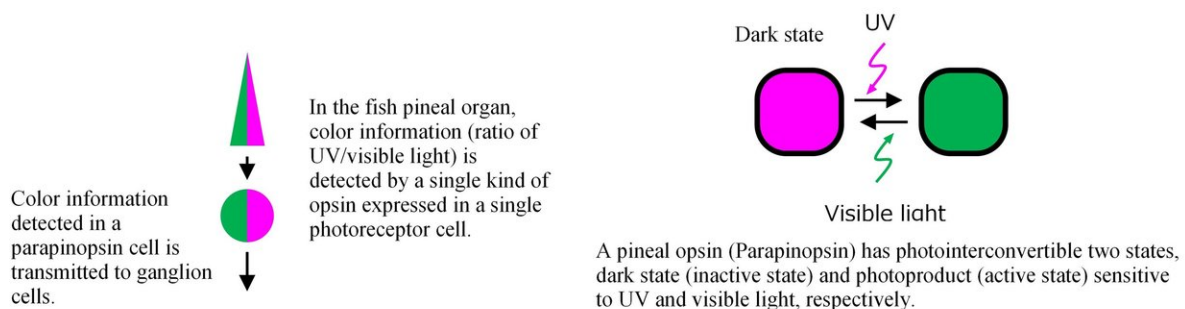 In the fish pineal organ,
color information (ratio of
UV/visible light) is
detected by a single kind of
opsin expressed in a single
photoreceptor cell.
Color information
detected in a
parapinopsin cell is
transmitted to ganglion
cells.
Dark state
UV
Visible liaht
A pineal opsin (Parapinopsin) has photointerconvertible two states,
dark state (inactive state) and photoproduct (active state) sensitive
to UV and visible light, respectively.